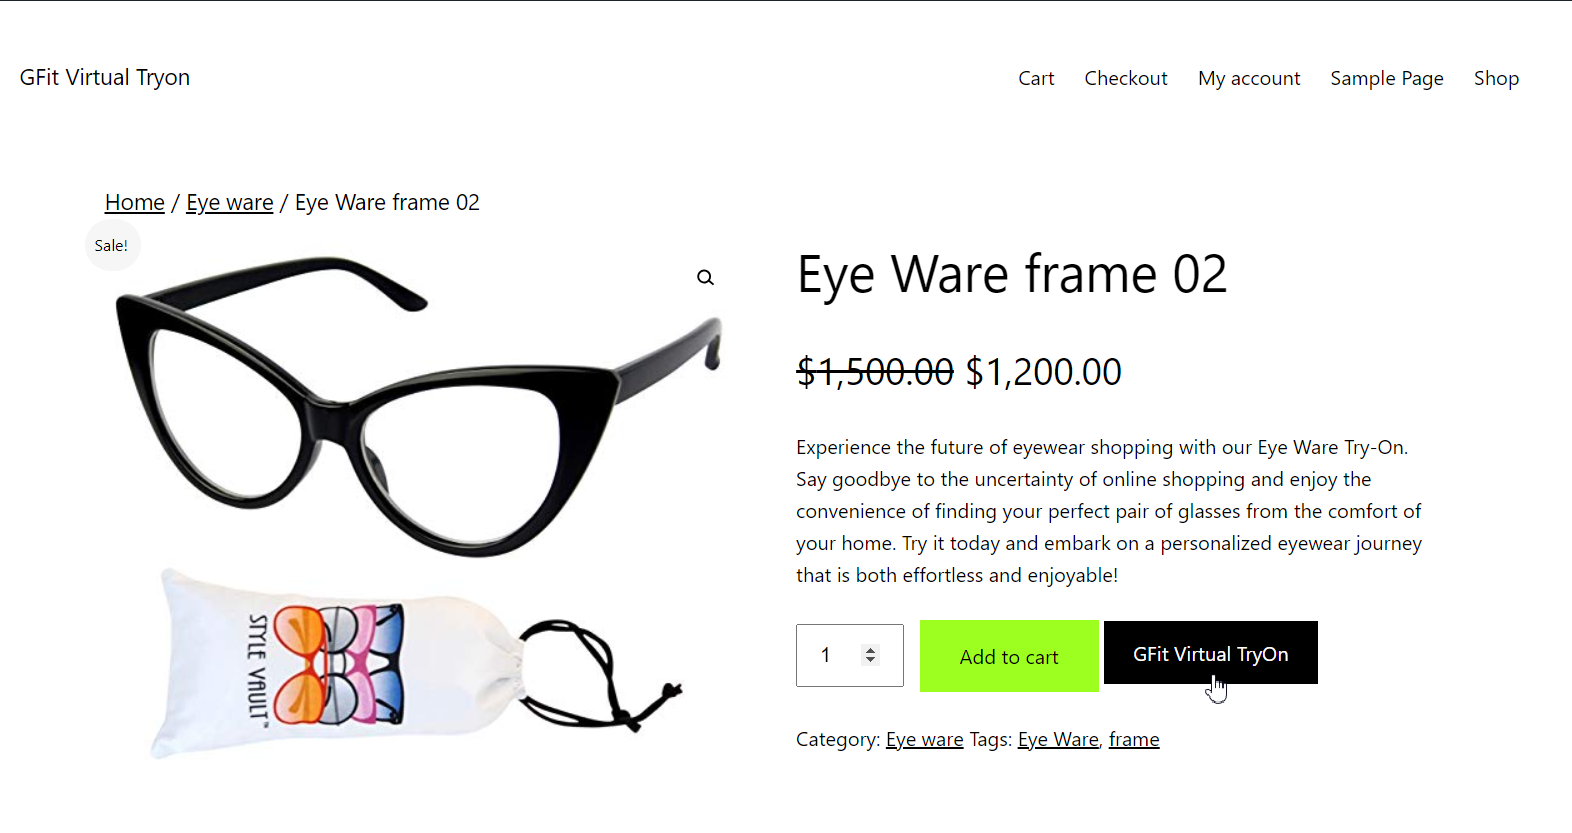 GFit Virtual Tryon
Cart Checkout My account Sample Page Shop
Home / Eye ware / Eye Ware frame 02
Sale!
STYLE VAULT™
Eye Ware frame 02
$1,500.00 $1,200.00
Experience the future of eyewear shopping with our Eye Ware Try-On.
Say goodbye to the uncertainty of online shopping and enjoy the
convenience of finding your perfect pair of glasses from the comfort of
your home. Try it today and embark on a personalized eyewear journey
that is both effortless and enjoyable!
1
Add to cart
GFit Virtual TryOn
Category: Eye ware Tags: Eye Ware, frame